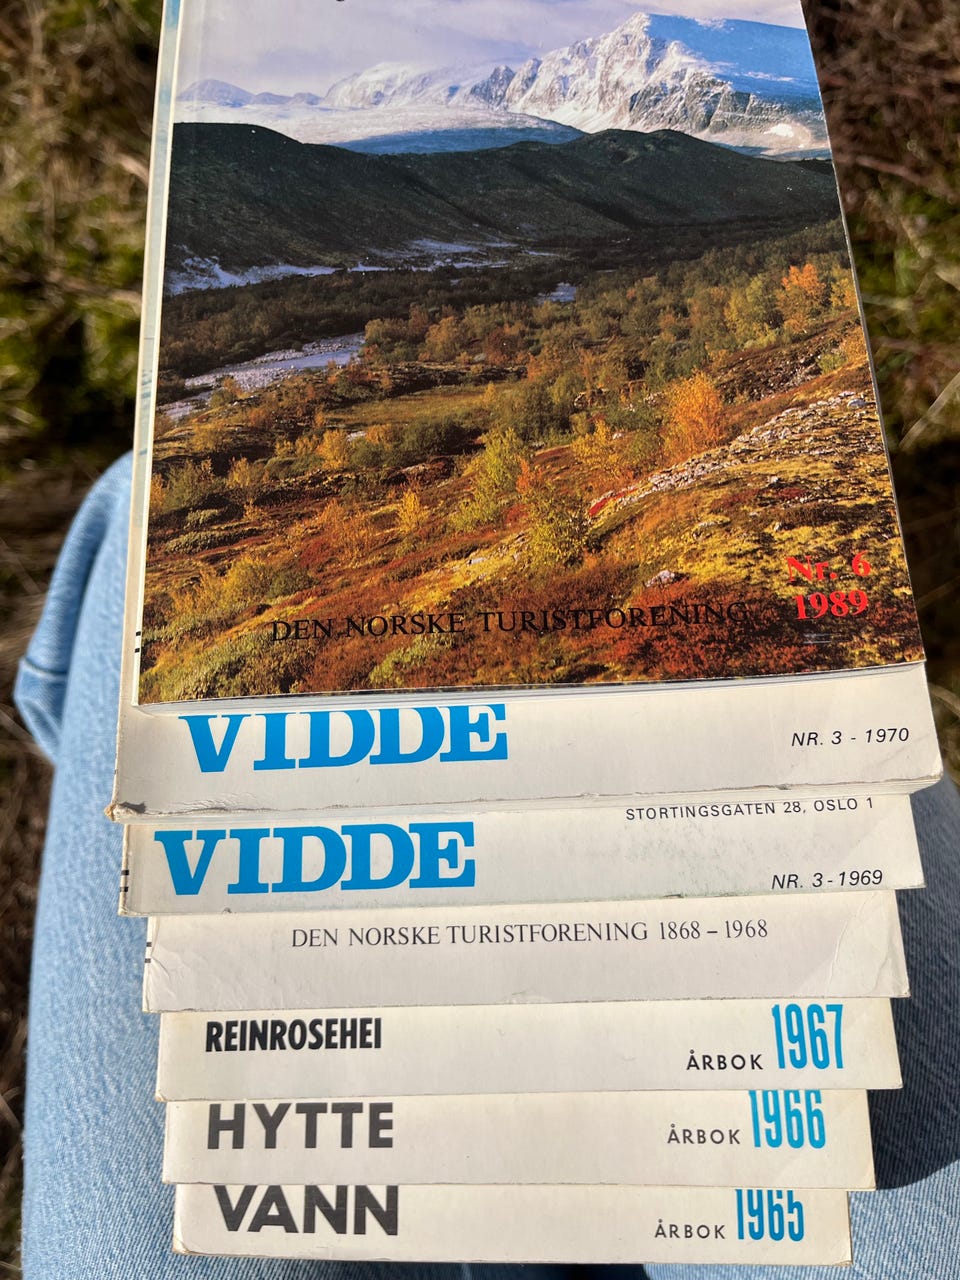 Nr. 6
1989
DEN NORSKE TURISTFORENING
VIDDE
NR. 3 - 1970
STORTINGSGATEN 28, OSLO 1
VIDDE
NR. 3-1969
DEN NORSKE TURISTFORENING 1868 – 1968
REINROSEHEI
ÅRBOK 1967
HYTTE
ÅRBOK 1966
VANN
ÅRBOK 1965